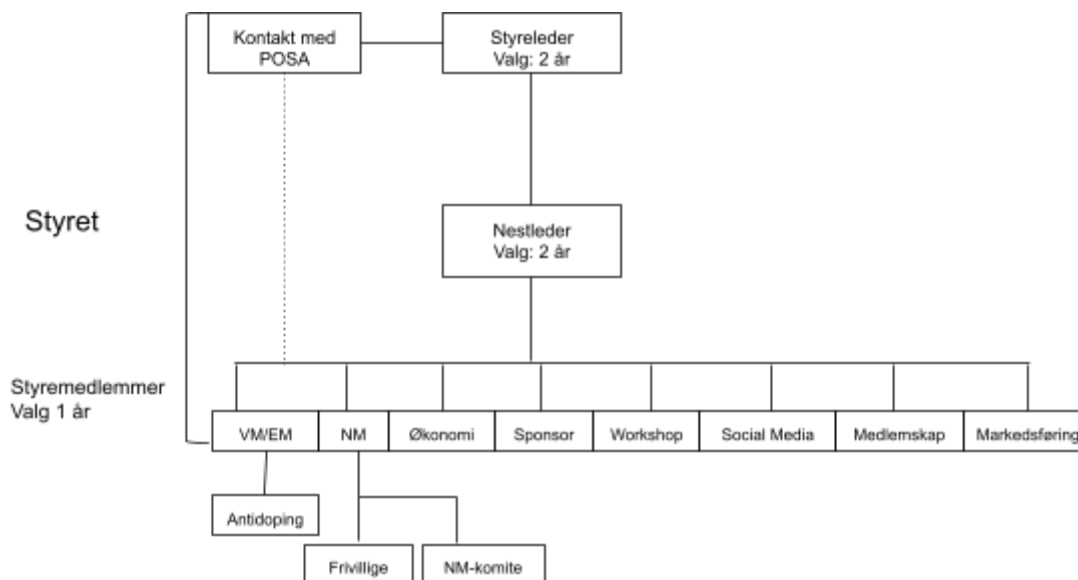 Kontakt med
POSA
Styreleder
Valg: 2 år
Styret
Nestleder
Valg: 2 år
Styremedlemmer
Valg 1 år
VM/EM
NM
Økonomi
Sponsor
Workshop
Social Media
Medlemskap
Markedsføring
Antidoping
Frivillige
NM-komite